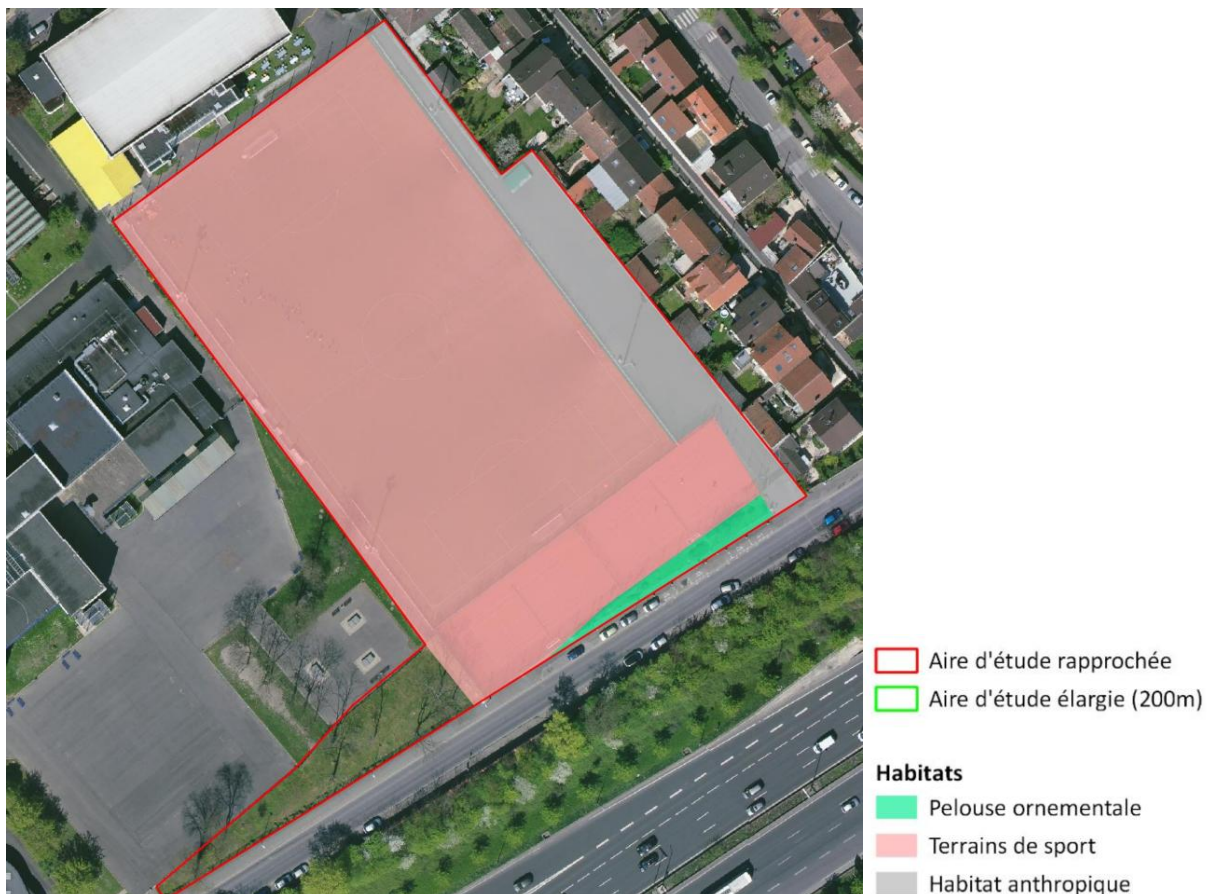 Aire d'étude rapprochée
Aire d'étude élargie (200m)
Habitats
Pelouse ornementale
Terrains de sport
Habitat anthropique